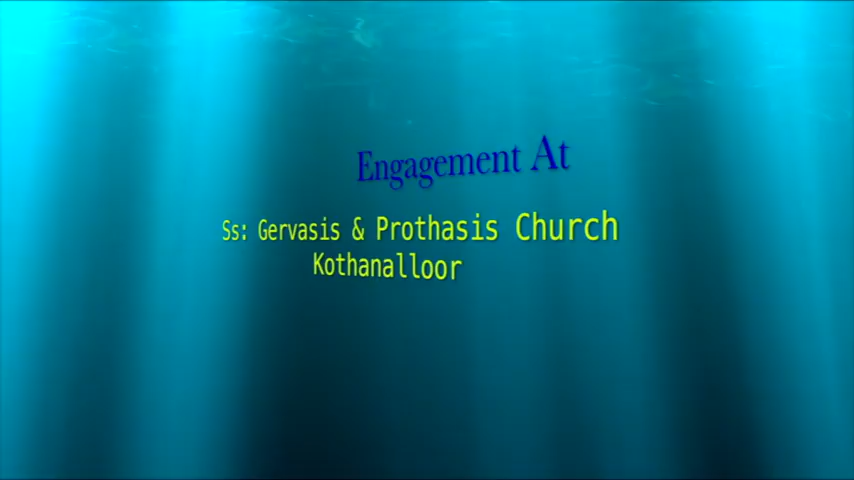 Engagement At
Ss: Gervasis & Prothasis Church
Kothanalloor